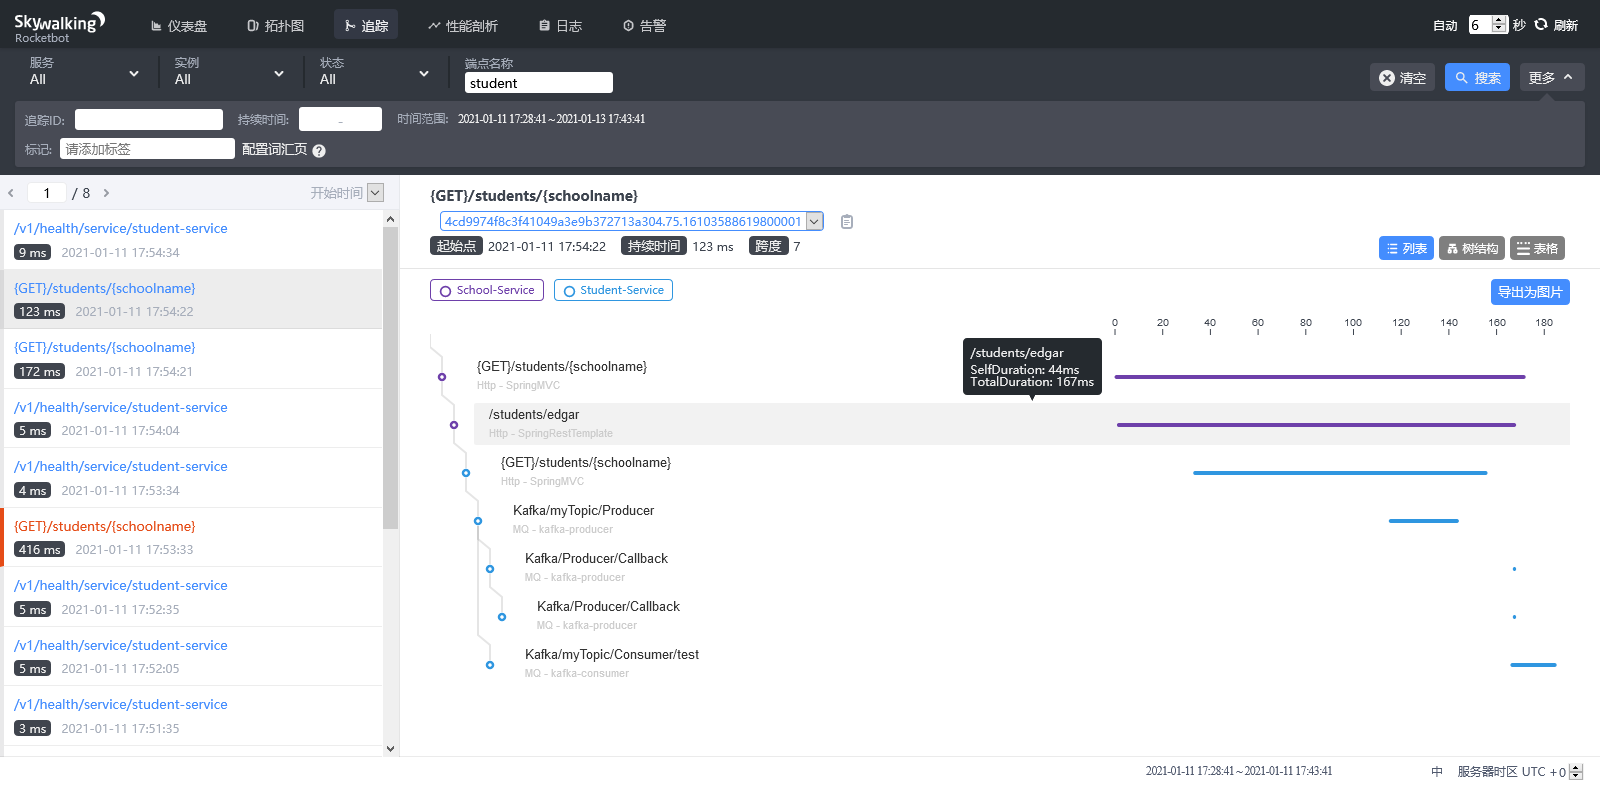 Skywalking
Rocketbot
仪表盘
拓扑图
追踪
性能剖析
日志
告警
自动 6 秒 刷新
服务
All
实例
All
状态
All
端点名称
student
清空
搜索
更多
追踪ID:
持续时间: -
时间范围: 2021-01-11 17:28:41～2021-01-13 17:43:41
标记: 请添加标签 配置词汇页 ?
1 / 8
开始时间
/v1/health/service/student-service
9 ms 2021-01-11 17:54:34
{GET}/students/{schoolname}
123 ms 2021-01-11 17:54:22
{GET}/students/{schoolname}
172 ms 2021-01-11 17:54:21
/v1/health/service/student-service
5 ms 2021-01-11 17:54:04
/v1/health/service/student-service
4 ms 2021-01-11 17:53:34
{GET}/students/{schoolname}
416 ms 2021-01-11 17:53:33
/v1/health/service/student-service
5 ms 2021-01-11 17:52:35
/v1/health/service/student-service
5 ms 2021-01-11 17:52:05
/v1/health/service/student-service
3 ms 2021-01-11 17:51:35
{GET}/students/{schoolname}
4cd9974f8c3f41049a3e9b372713a304.75.16103588619800001
起始点 2021-01-11 17:54:22 持续时间 123 ms 跨度 7
列表 树结构 表格
School-Service Student-Service
导出为图片
0 20 40 60 80 100 120 140 160 180
/students/edgar
SelfDuration: 44ms
TotalDuration: 167ms
{GET}/students/{schoolname}
Http - SpringMVC
/students/edgar
Http - SpringRestTemplate
{GET}/students/{schoolname}
Http - SpringMVC
Kafka/myTopic/Producer
MQ - kafka-producer
Kafka/Producer/Callback
MQ - kafka-producer
Kafka/Producer/Callback
MQ - kafka-producer
Kafka/myTopic/Consumer/test
MQ - kafka-consumer
2021-01-11 17:28:41～2021-01-11 17:43:41
中
服务器时区 UTC +0